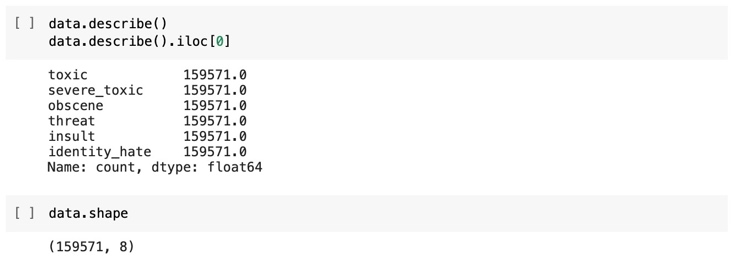 [ ] data.describe()
data.describe().iloc[0]
toxic 159571.0
severe_toxic 159571.0
obscene 159571.0
threat 159571.0
insult 159571.0
identity_hate 159571.0
Name: count, dtype: float64
[ ] data.shape
(159571, 8)